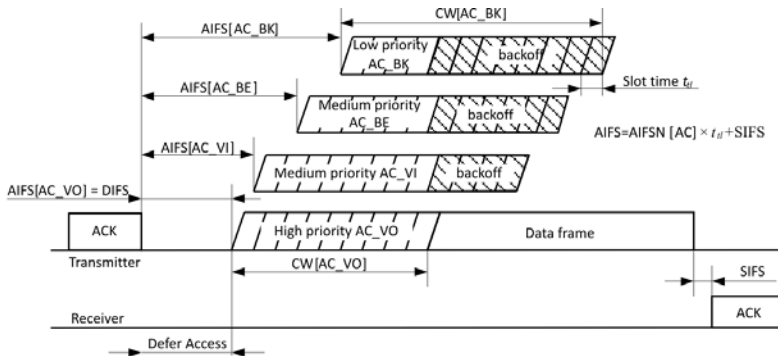 CW[AC_BK]
AIFS[AC_BK]
Low priority
AC_BK
backoff
Slot time tsl
AIFS[AC_BE]
Medium priority
AC_BE
backoff
AIFS=AIFSN [AC] × tsl+SIFS
AIFS[AC_VI]
Medium priority AC_VI
backoff
AIFS[AC_VO] = DIFS
ACK
High priority AC_VO
Data frame
Transmitter
CW[AC_VO]
SIFS
ACK
Receiver
Defer Access